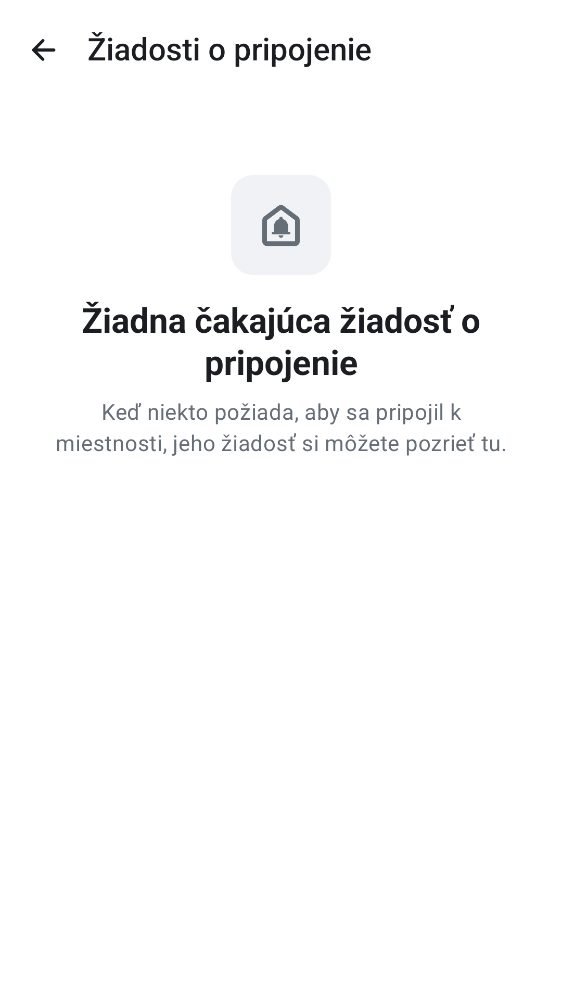 Žiadosti o pripojenie
Žiadna čakajúca žiadosť o
pripojenie
Keď niekto požiada, aby sa pripojil k
miestnosti, jeho žiadosť si môžete pozrieť tu.